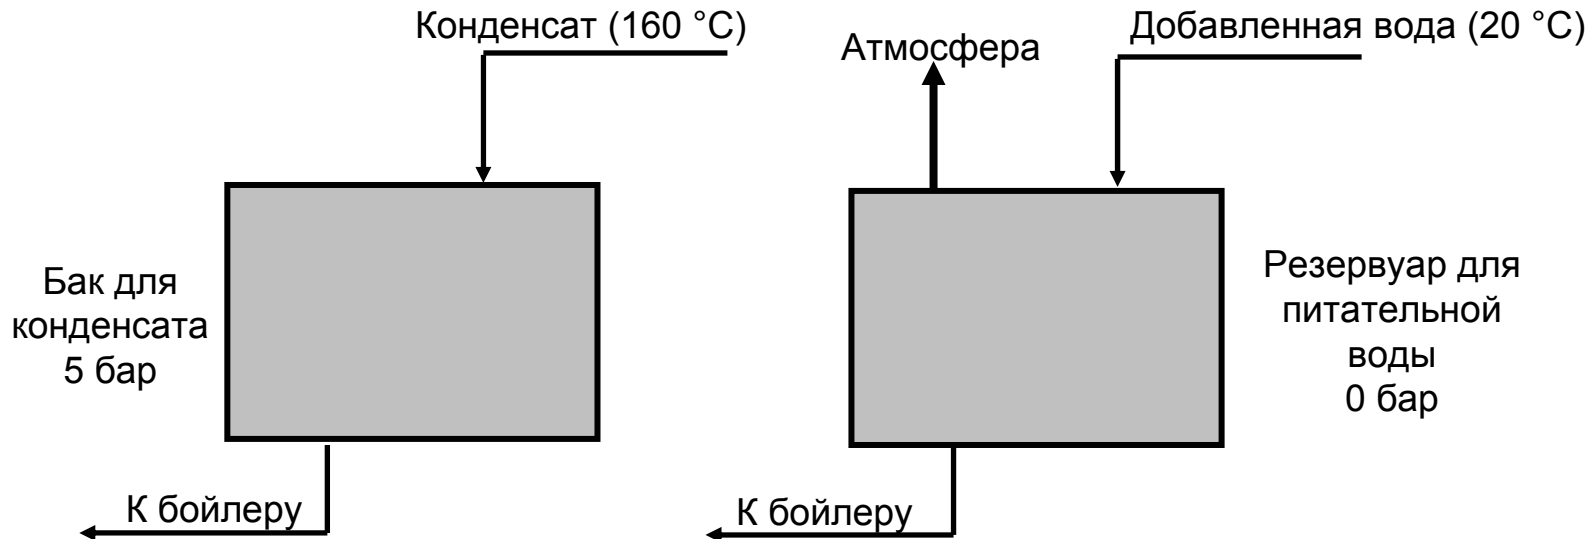 Конденсат (160 °C)
Атмосфера
Добавленная вода (20 °C)
Бак для
конденсата
5 бар
Резервуар для
питательной
воды
0 бар
К бойлеру
К бойлеру